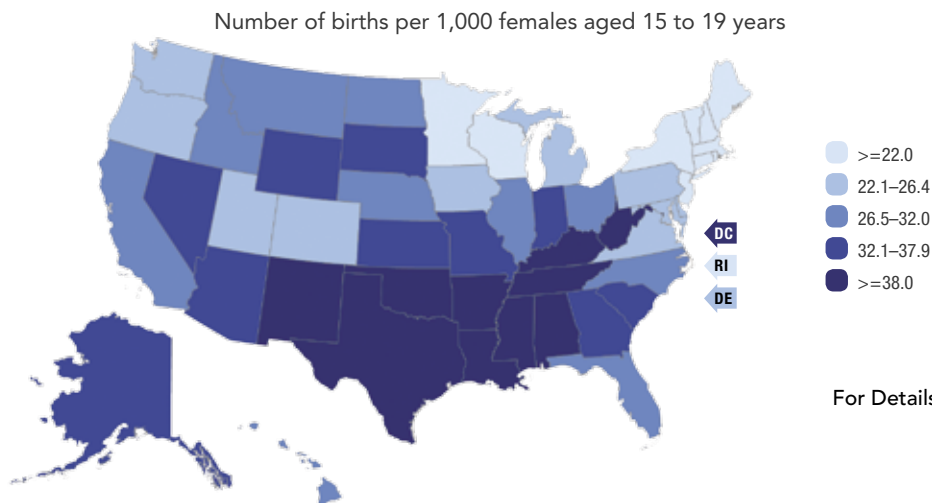 Number of births per 1,000 females aged 15 to 19 years
>=22.0
22.1–26.4
26.5–32.0
32.1–37.9
>=38.0
DC
RI
DE
For Details